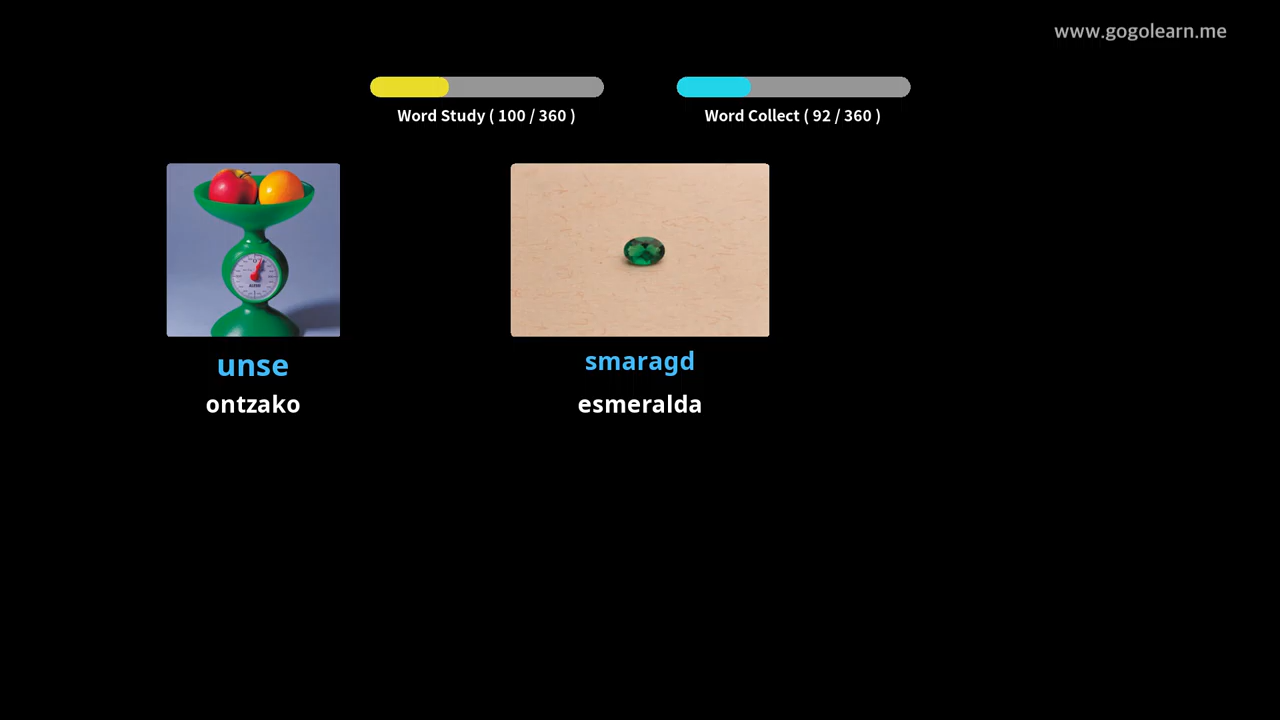 www.gogolearn.me
Word Study ( 100 / 360 )
Word Collect ( 92 / 360 )
unse
ontzako
smaragd
esmeralda